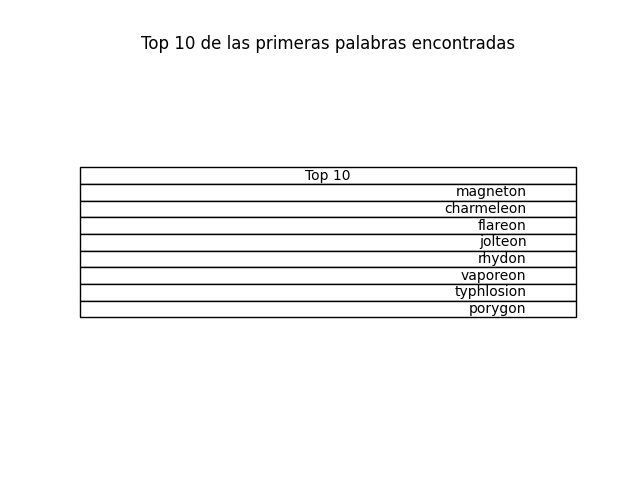 Top 10 de las primeras palabras encontradas
Top 10
magneton
charmeleon
flareon
jolteon
rhydon
vaporeon
typhlosion
porygon